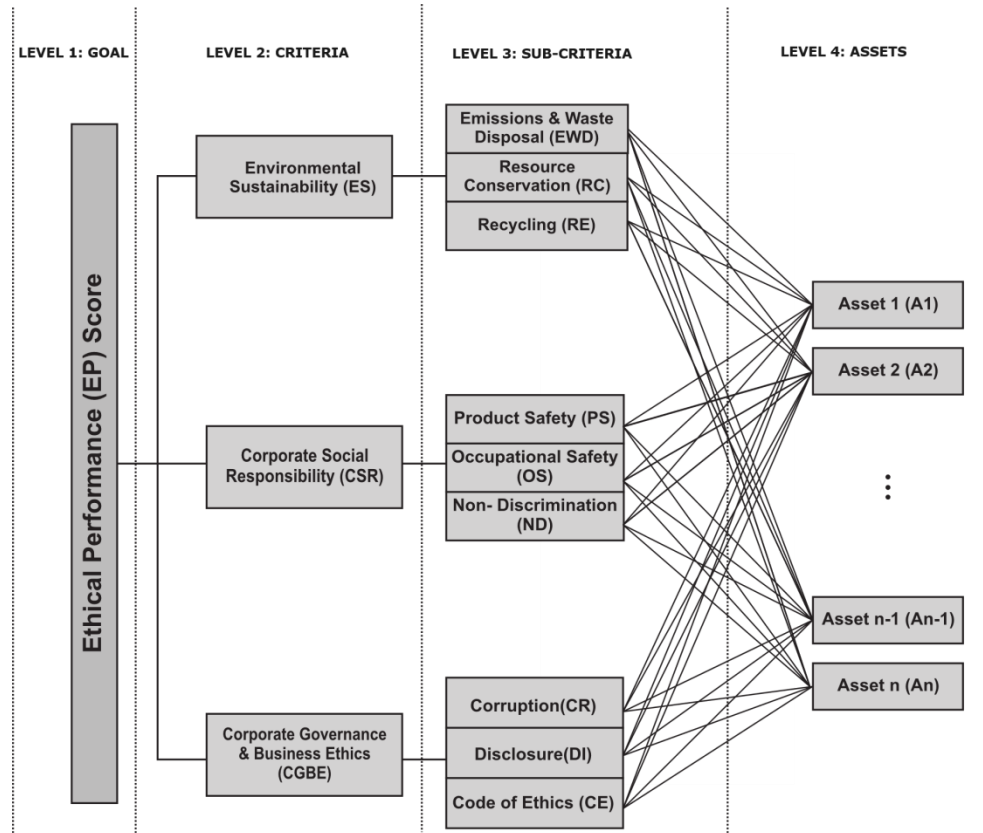 LEVEL 1: GOAL
LEVEL 2: CRITERIA
LEVEL 3: SUB-CRITERIA
LEVEL 4: ASSETS
Ethical Performance (EP) Score
Environmental
Sustainability (ES)
Corporate Social
Responsibility (CSR)
Corporate Governance
& Business Ethics
(CGBE)
Emissions & Waste
Disposal (EWD)
Resource
Conservation (RC)
Recycling (RE)
Product Safety (PS)
Occupational Safety
(OS)
Non- Discrimination
(ND)
Corruption(CR)
Disclosure(DI)
Code of Ethics (CE)
Asset 1 (A1)
Asset 2 (A2)
⋮
Asset n-1 (An-1)
Asset n (An)